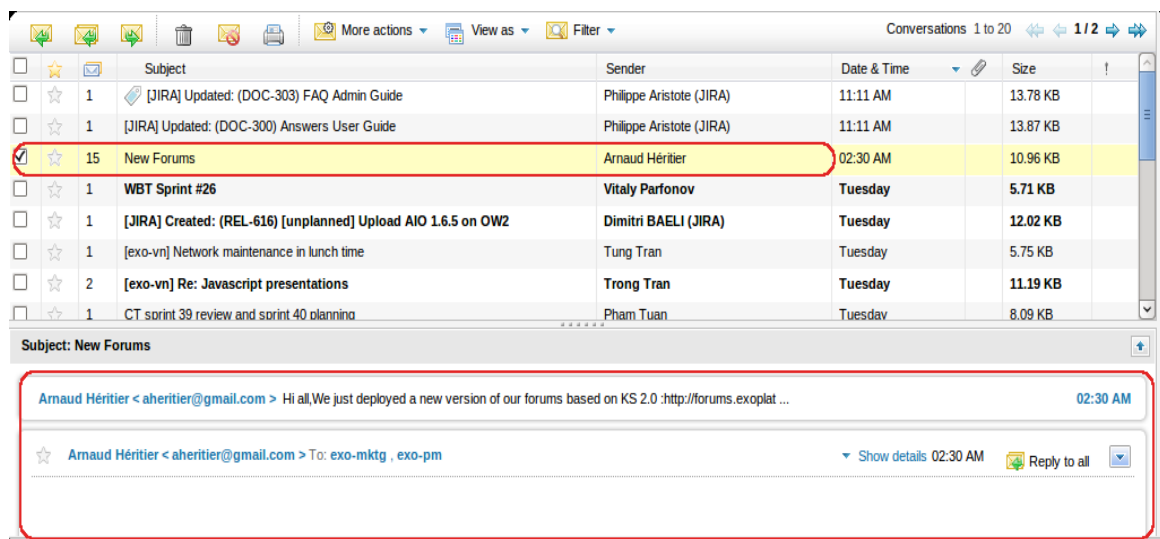 More actions View as Filter Conversations 1 to 20 1 / 2
Subject Sender Date & Time Size !
1 [JIRA] Updated: (DOC-303) FAQ Admin Guide Philippe Aristote (JIRA) 11:11 AM 13.78 KB
1 [JIRA] Updated: (DOC-300) Answers User Guide Philippe Aristote (JIRA) 11:11 AM 13.87 KB
15 New Forums Arnaud Héritier 02:30 AM 10.96 KB
1 WBT Sprint #26 Vitaly Parfonov Tuesday 5.71 KB
1 [JIRA] Created: (REL-616) [unplanned] Upload AIO 1.6.5 on OW2 Dimitri BAELI (JIRA) Tuesday 12.02 KB
1 [exo-vn] Network maintenance in lunch time Tung Tran Tuesday 5.75 KB
2 [exo-vn] Re: Javascript presentations Trong Tran Tuesday 11.19 KB
1 CT sprint 39 review and sprint 40 planning Pham Tuan Tuesday 8.09 KB
Subject: New Forums
Arnaud Héritier < aheritier@gmail.com > Hi all,We just deployed a new version of our forums based on KS 2.0 :http://forums.exoplat ... 02:30 AM
Arnaud Héritier < aheritier@gmail.com > To: exo-mktg , exo-pm Show details 02:30 AM Reply to all